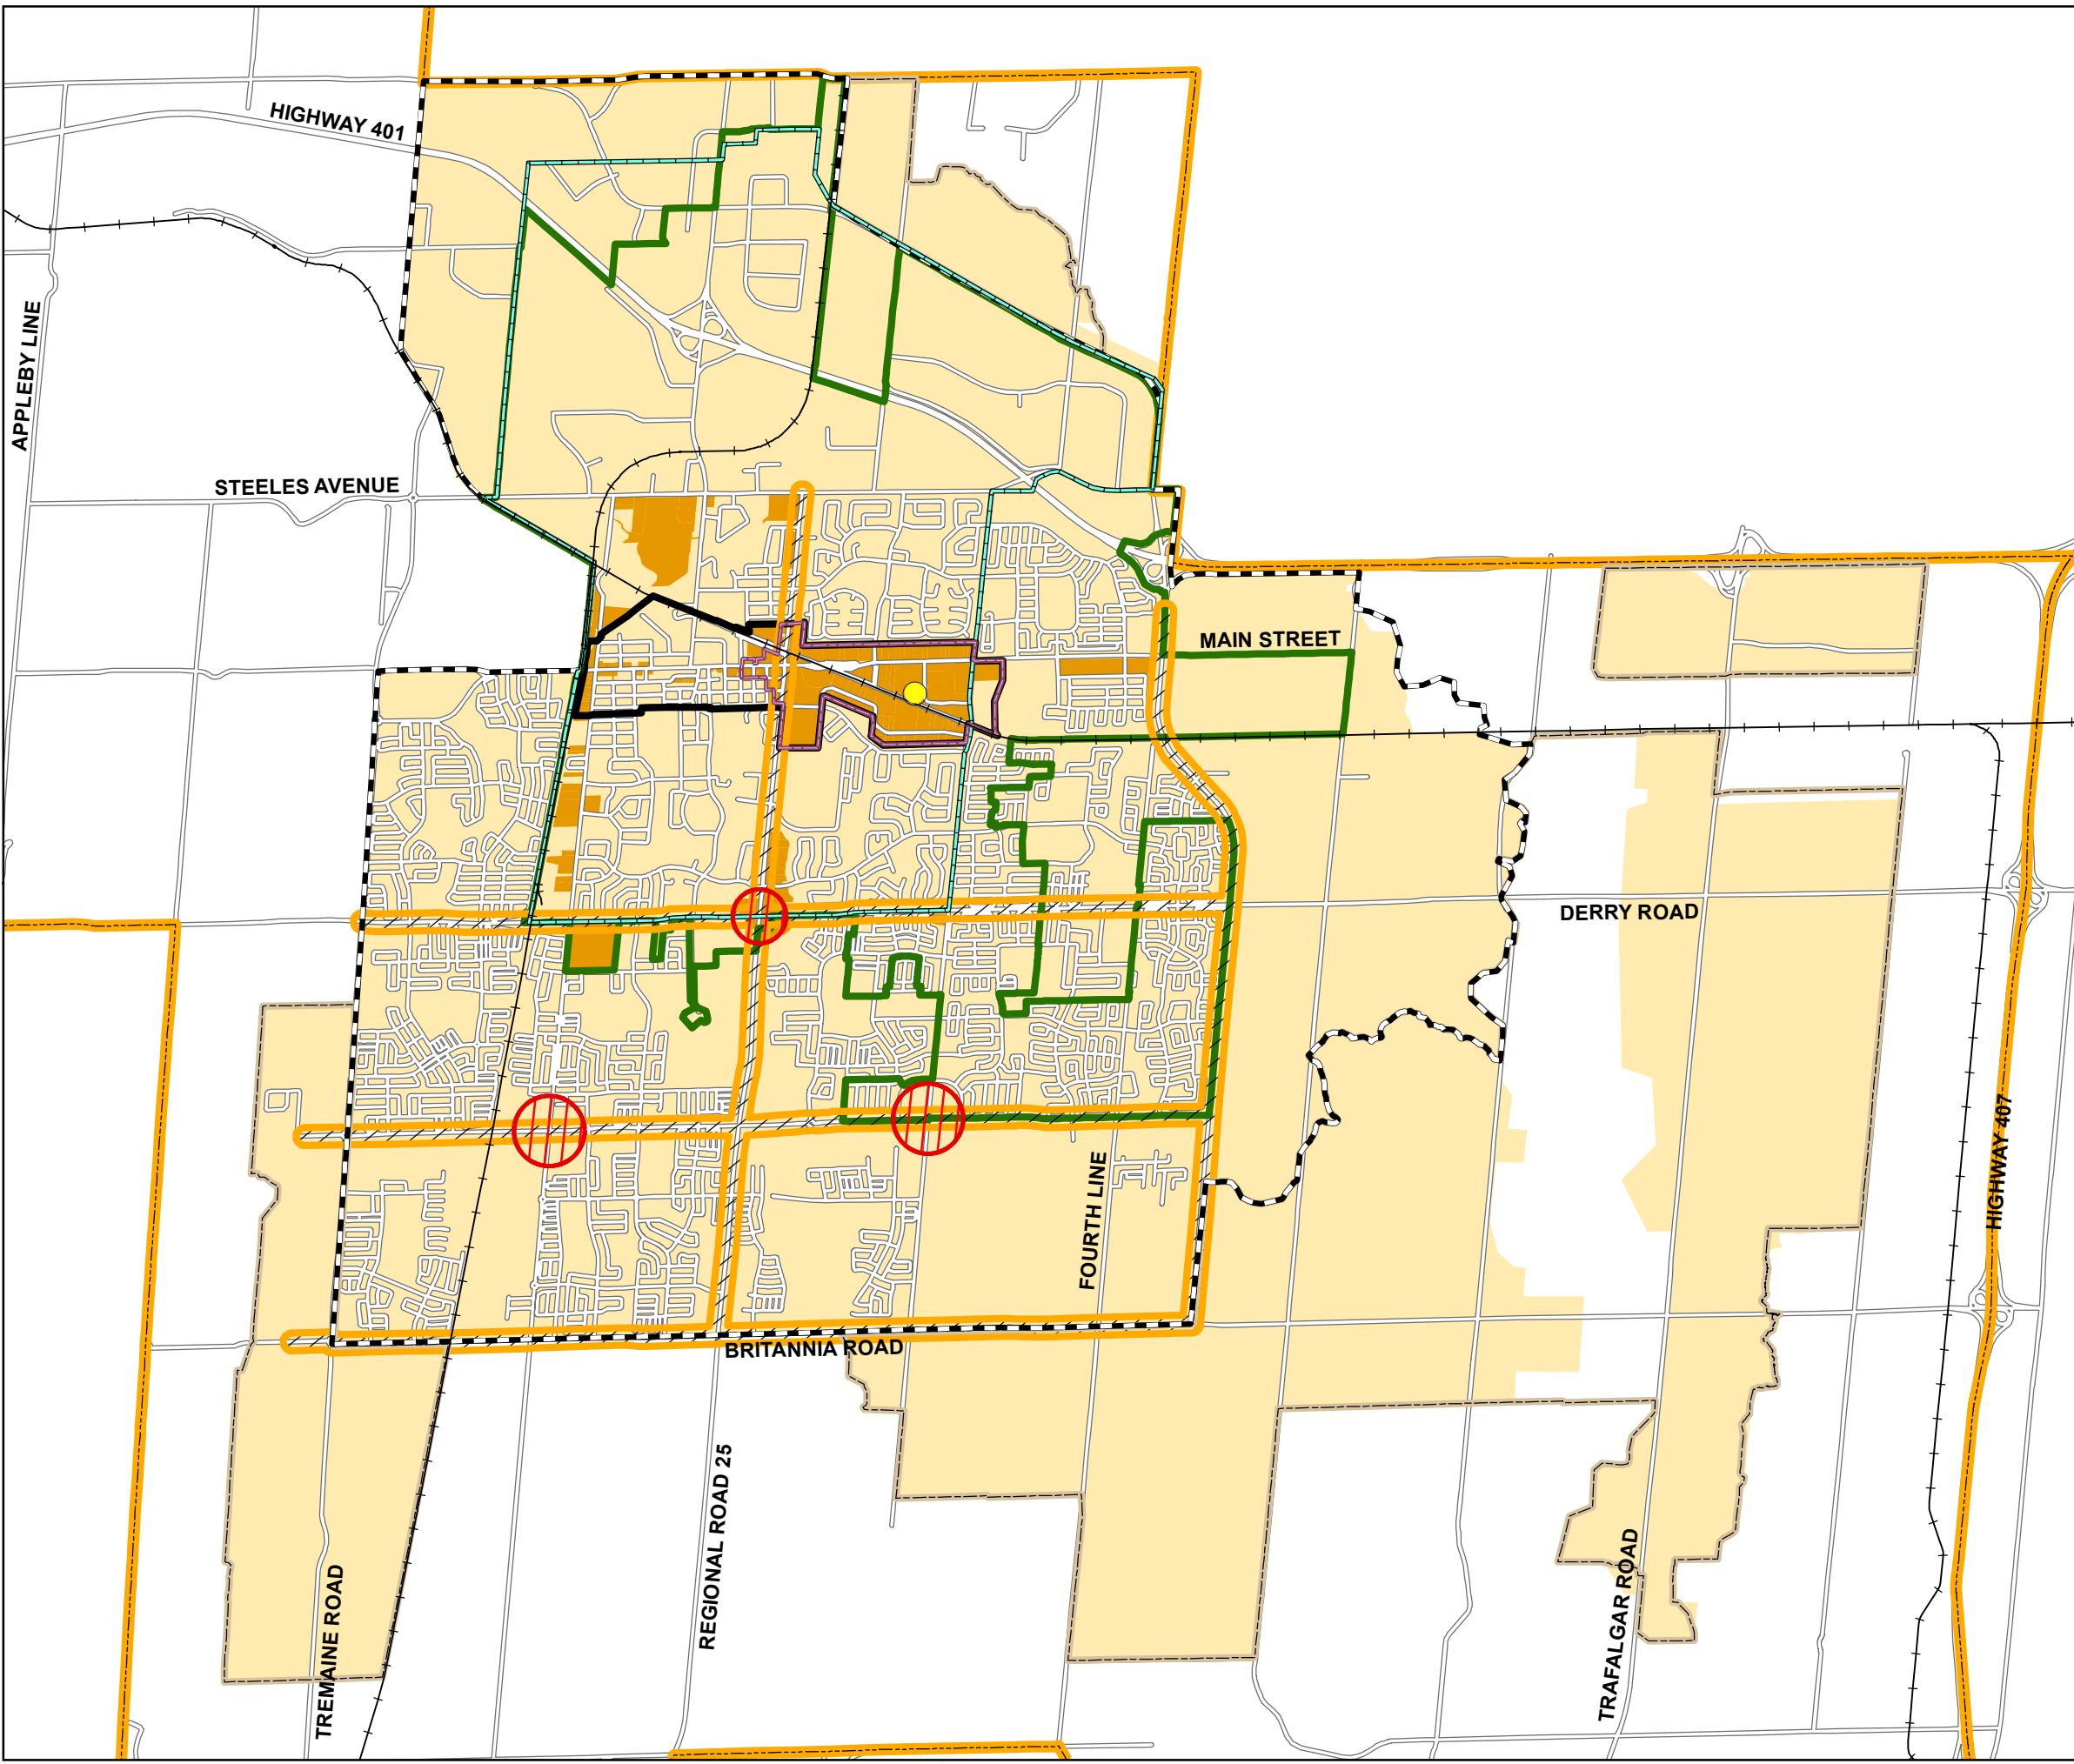 HIGHWAY 401
APPLEBY LINE
STEELES AVENUE
MAIN STREET
DERRY ROAD
HIGHWAY 407
FOURTH LINE
BRITANNIA ROAD
REGIONAL ROAD 25
TREMAINE ROAD
TRAFALGAR ROAD